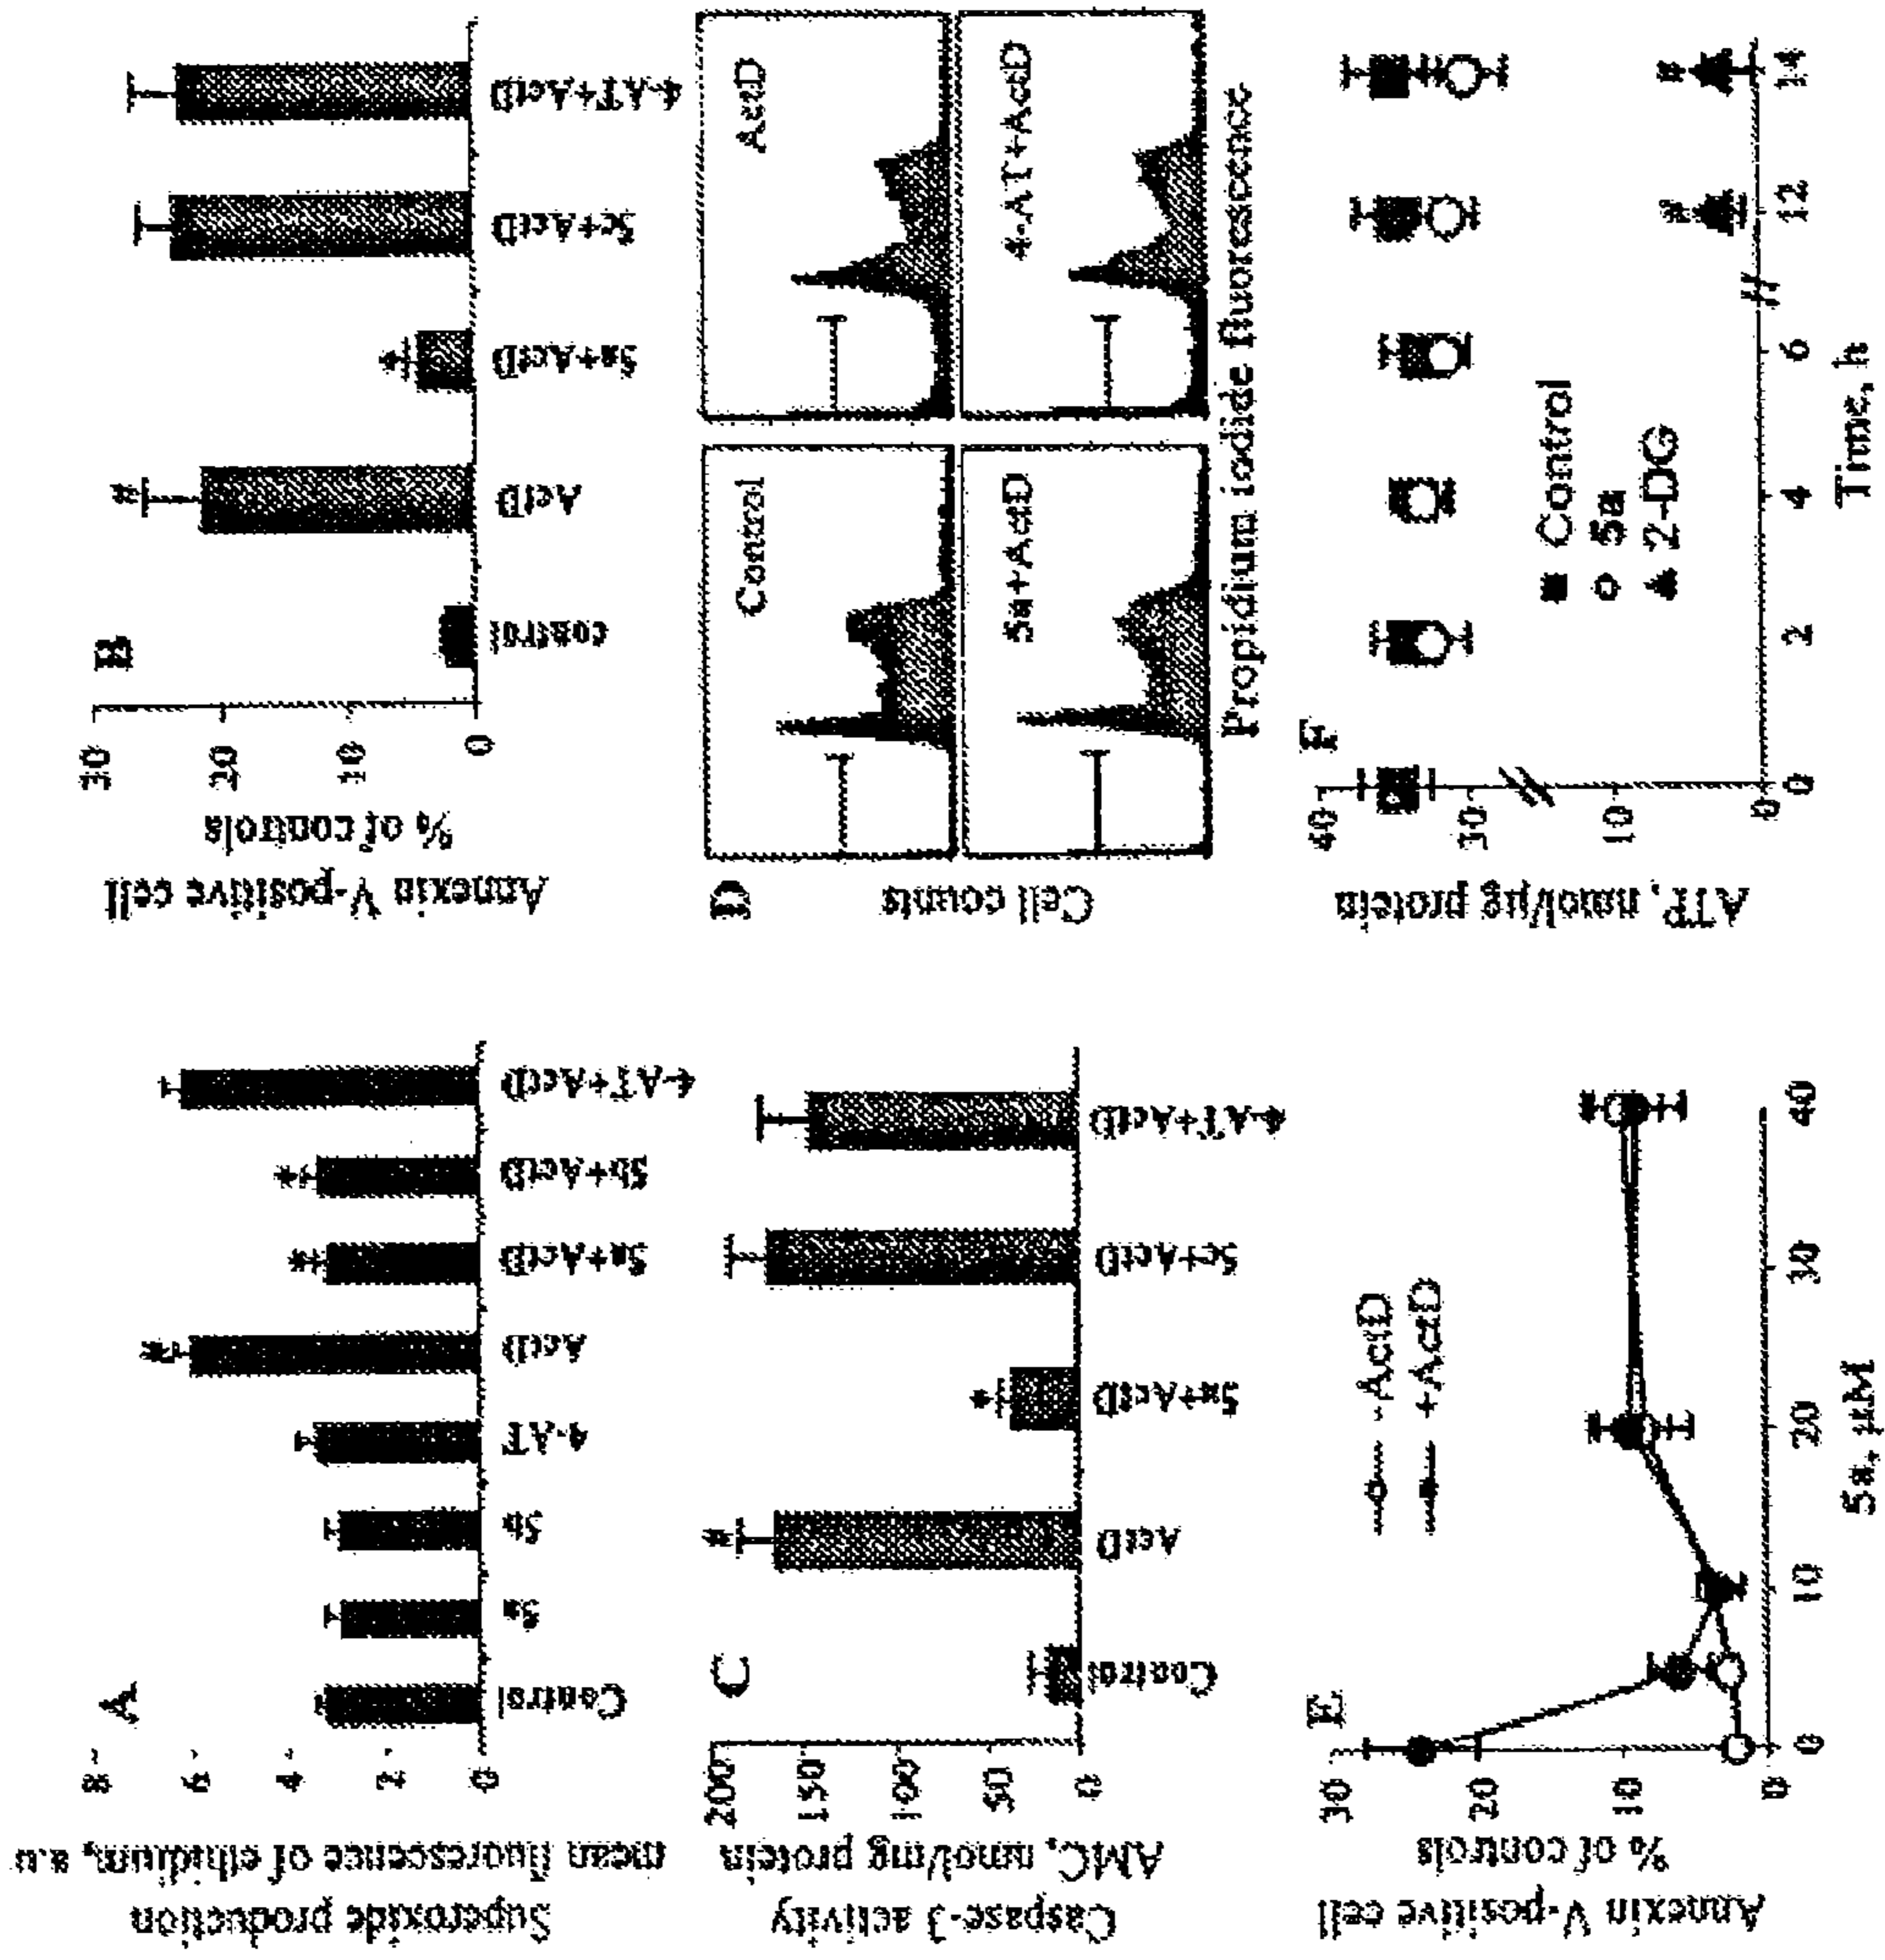 A
Superoxide production
mean fluorescence of ethidium, a.u
8
6
4
2
0
Control
5a
5b
4-AT
ActD
#
5a+ActD
*
5b+ActD
*
4-AT+ActD
B
Annexin V-positive cell
% of controls
30
20
10
0
control
ActD
#
5a+ActD
*
5c+ActD
4-AT+ActD
C
Caspase-3 activity
AMC, nmol/mg protein
200
150
100
50
0
Control
ActD
#
5a+ActD
*
5c+ActD
4-AT+ActD
D
Cell counts
Control
ActD
5a+ActD
4-AT+ActD
Propidium iodide fluorescence
E
Annexin V-positive cell
% of controls
30
20
10
0
-ActD
+ActD
0
10
20
30
40
5a, μM
F
ATP, nmol/μg protein
40
30
10
0
Control
5a
2-DG
#
#
0
2
4
6
12
14
Time, h